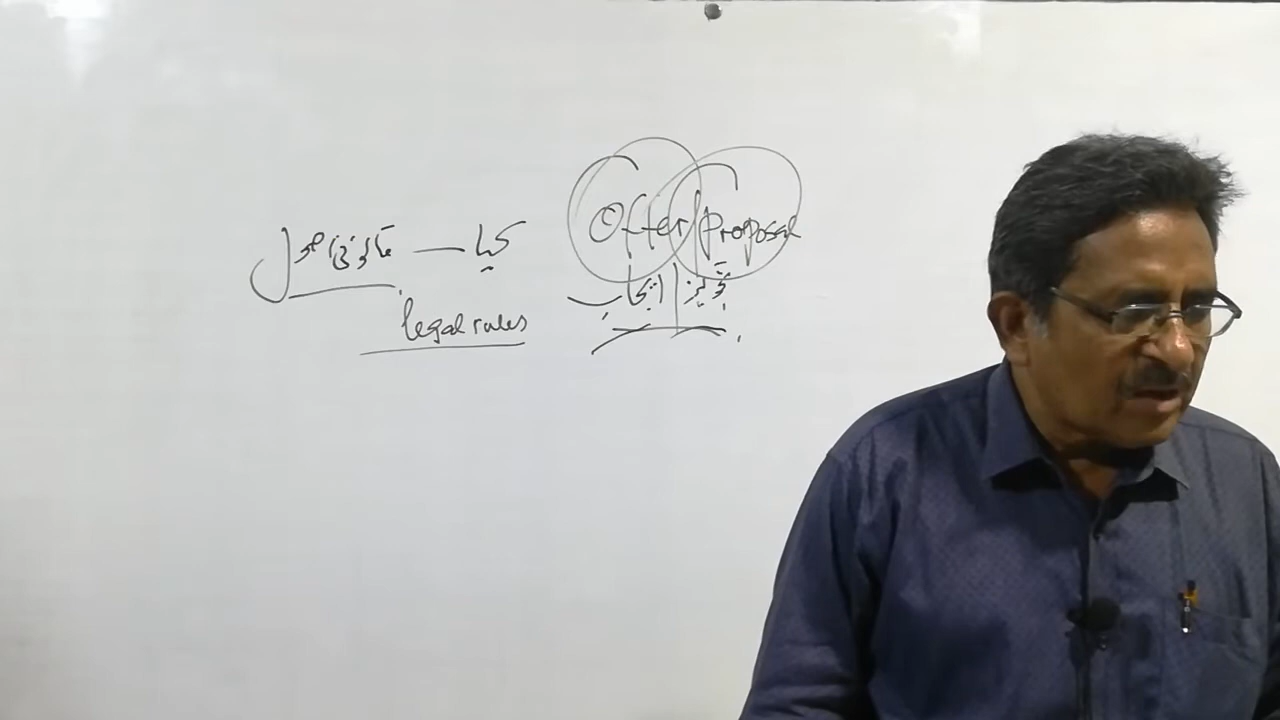 Offer/Proposal
کیا — قانونی اصول
تجویز / ایجاب
legal rules